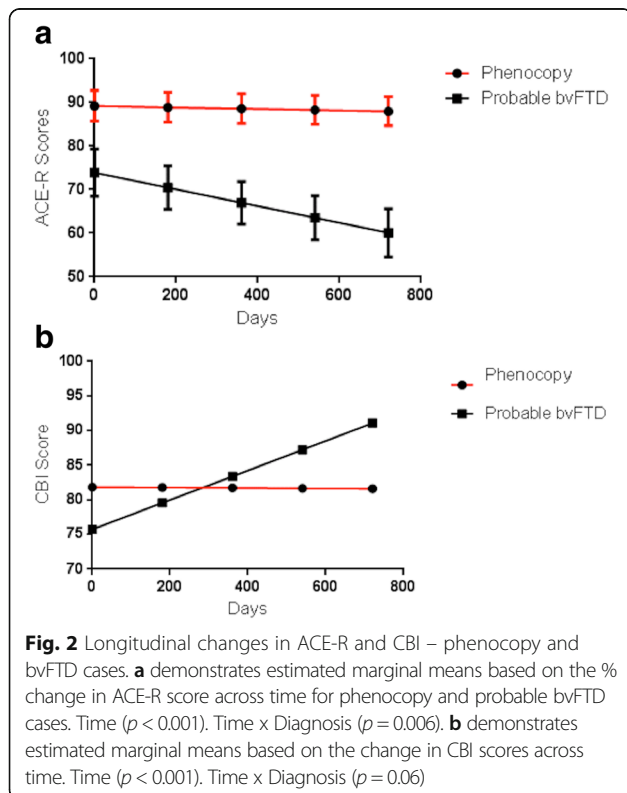 a
100
90
80
70
60
50
ACE-R Scores
0
200
400
600
800
Days
Phenocopy
Probable bvFTD
b
100
95
90
85
80
75
70
CBI Score
0
200
400
600
800
Days
Phenocopy
Probable bvFTD
Fig. 2 Longitudinal changes in ACE-R and CBI – phenocopy and
bvFTD cases. a demonstrates estimated marginal means based on the %
change in ACE-R score across time for phenocopy and probable bvFTD
cases. Time (p < 0.001). Time x Diagnosis (p = 0.006). b demonstrates
estimated marginal means based on the change in CBI scores across
time. Time (p < 0.001). Time x Diagnosis (p = 0.06)